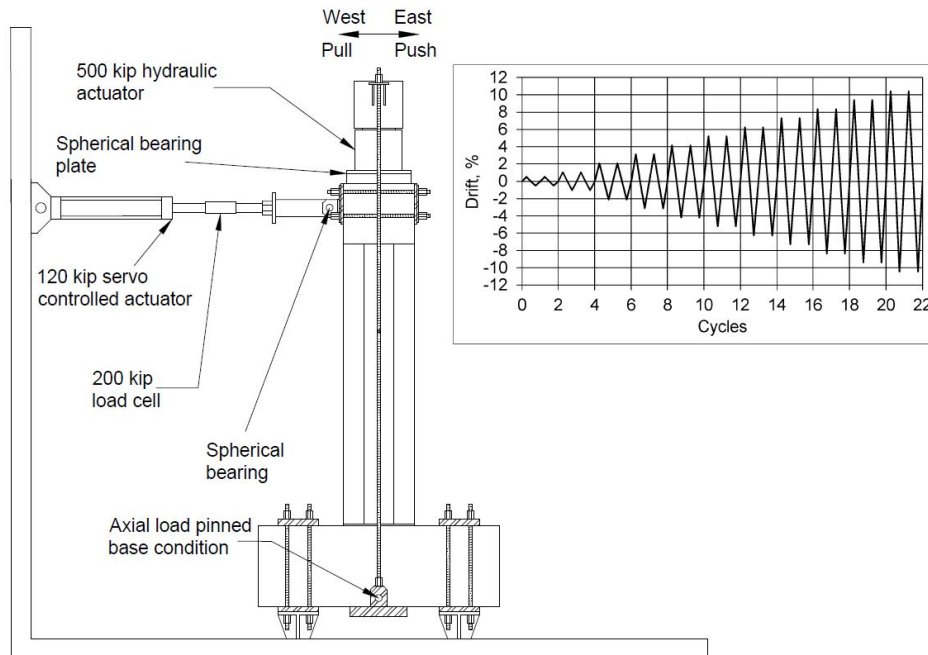 West East
Pull Push
500 kip hydraulic
actuator
Spherical bearing
plate
120 kip servo
controlled actuator
200 kip
load cell
Spherical
bearing
Axial load pinned
base condition
Drift, %
12
10
8
6
4
2
0
-2
-4
-6
-8
-10
-12
0 2 4 6 8 10 12 14 16 18 20 22
Cycles